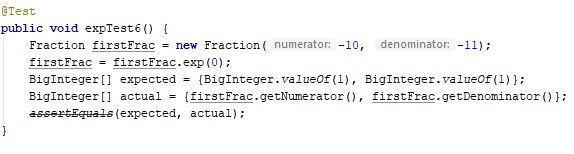 @Test
public void expTest6() {
Fraction firstFrac = new Fraction( numerator: -10, denominator: -11);
firstFrac = firstFrac.exp(0);
BigInteger[] expected = {BigInteger.valueOf(1), BigInteger.valueOf(1)};
BigInteger[] actual = {firstFrac.getNumerator(), firstFrac.getDenominator()};
assertEquals(expected, actual);
}